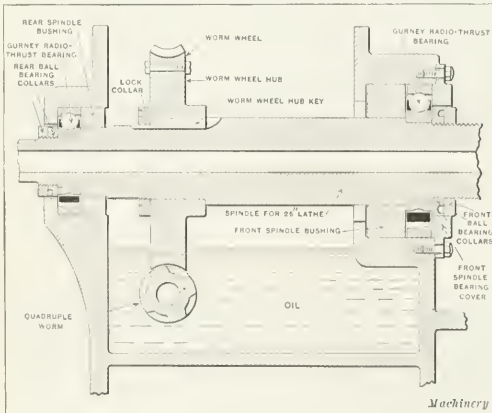 REAR SPINDLE
BUSHING
GURNEY RADIO-
THRUST BEARING
REAR BALL
BEARING
COLLARS
LOCK
COLLAR
WORM WHEEL
WORM WHEEL HUB
WORM WHEEL HUB KEY
GURNEY RADIO-THRUST
BEARING
C
SPINDLE FOR 26" LATHE
FRONT SPINDLE BUSHING
FRONT
BALL
BEARING
COLLARS
FRONT
SPINDLE
BEARING
COVER
QUADRUPLE
WORM
OIL
Machinery